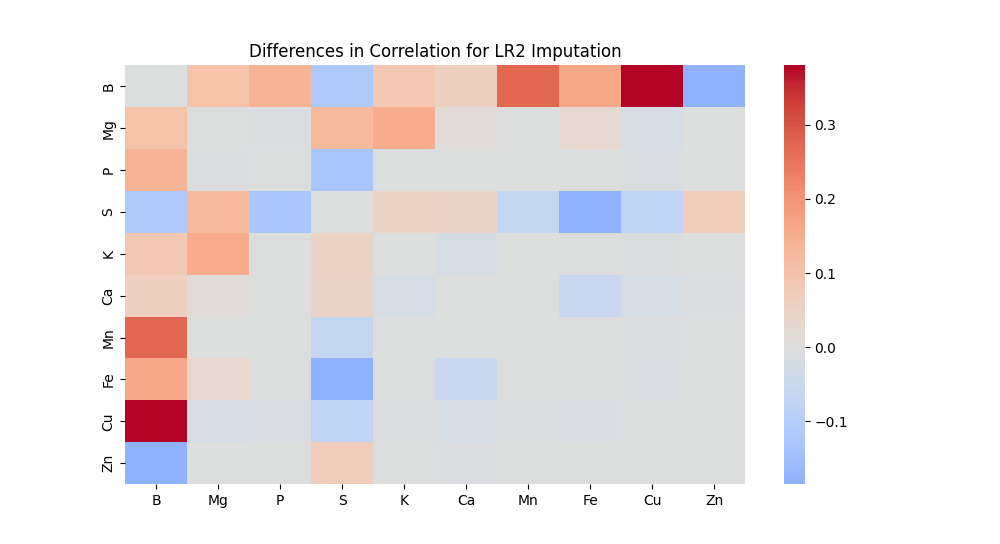 Differences in Correlation for LR2 Imputation
B
Mg
P
S
K
Ca
Mn
Fe
Cu
Zn
B Mg P S K Ca Mn Fe Cu Zn
0.3
0.2
0.1
0.0
−0.1